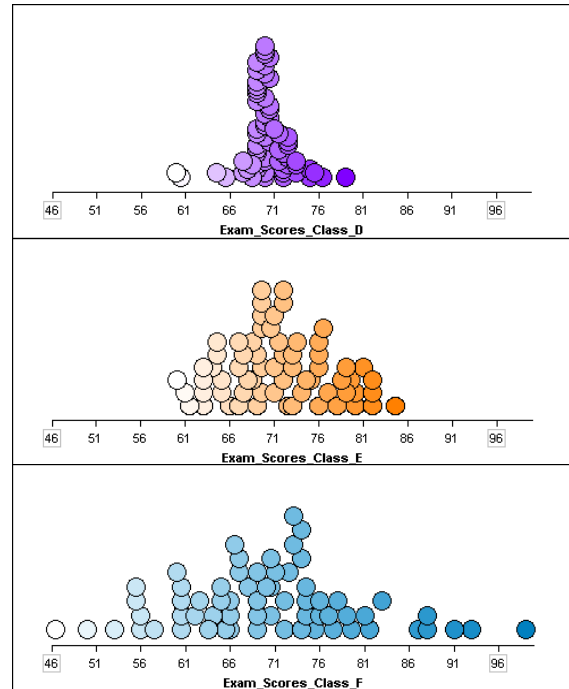 46 51 56 61 66 71 76 81 86 91 96
Exam_Scores_Class_D
46 51 56 61 66 71 76 81 86 91 96
Exam_Scores_Class_E
46 51 56 61 66 71 76 81 86 91 96
Exam_Scores_Class_F